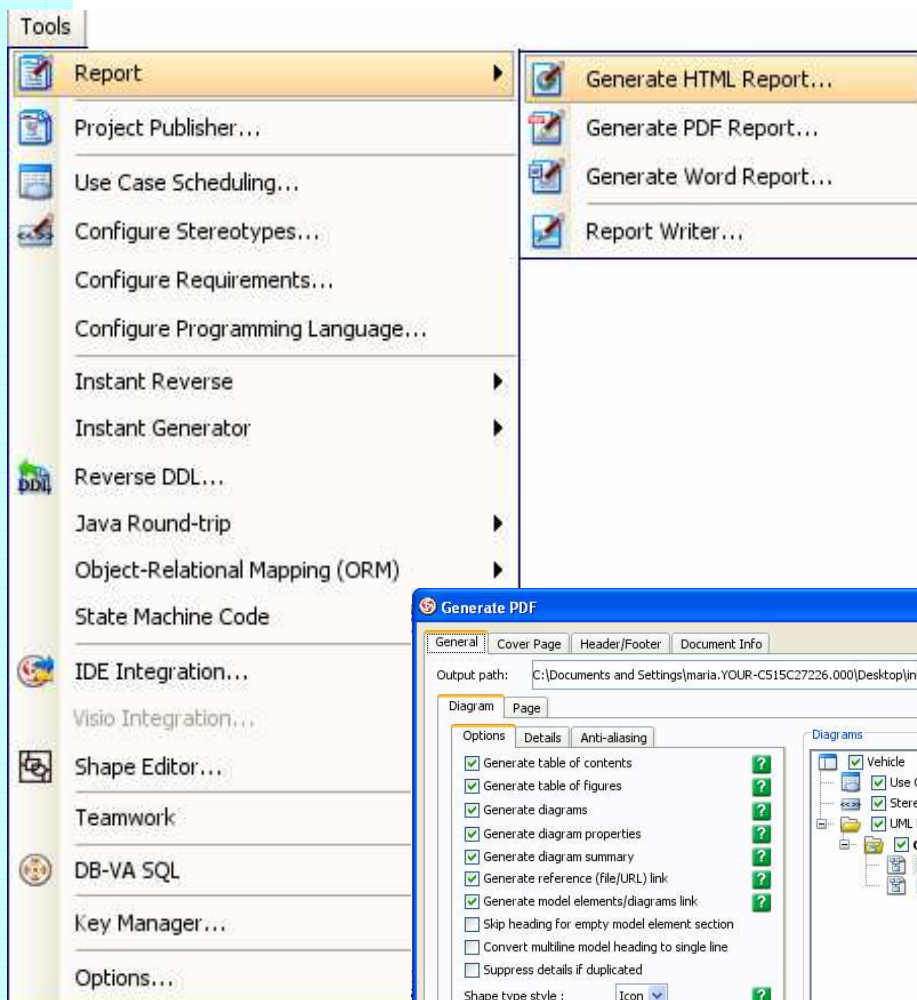 Tools
Report
Project Publisher...
Use Case Scheduling...
Configure Stereotypes...
Configure Requirements...
Configure Programming Language...
Instant Reverse
Instant Generator
DDL
Reverse DDL...
Java Round-trip
Object-Relational Mapping (ORM)
State Machine Code
IDE Integration...
Visio Integration...
Shape Editor...
Teamwork
DB-VA SQL
Key Manager...
Options...
Generate HTML Report...
Generate PDF Report...
Generate Word Report...
Report Writer...
Generate PDF
General Cover Page Header/Footer Document Info
Output path: C:\Documents and Settings\maria.YOUR-C515C27226.000\Desktop\in
Diagram Page
Options Details Anti-aliasing
Generate table of contents ?
Generate table of figures ?
Generate diagrams ?
Generate diagram properties ?
Generate diagram summary ?
Generate reference (file/URL) link ?
Generate model elements/diagrams link ?
Skip heading for empty model element section
Convert multiline model heading to single line
Suppress details if duplicated
Shape type style : Icon ?
Diagrams
Vehicle
Use
Stere
UML